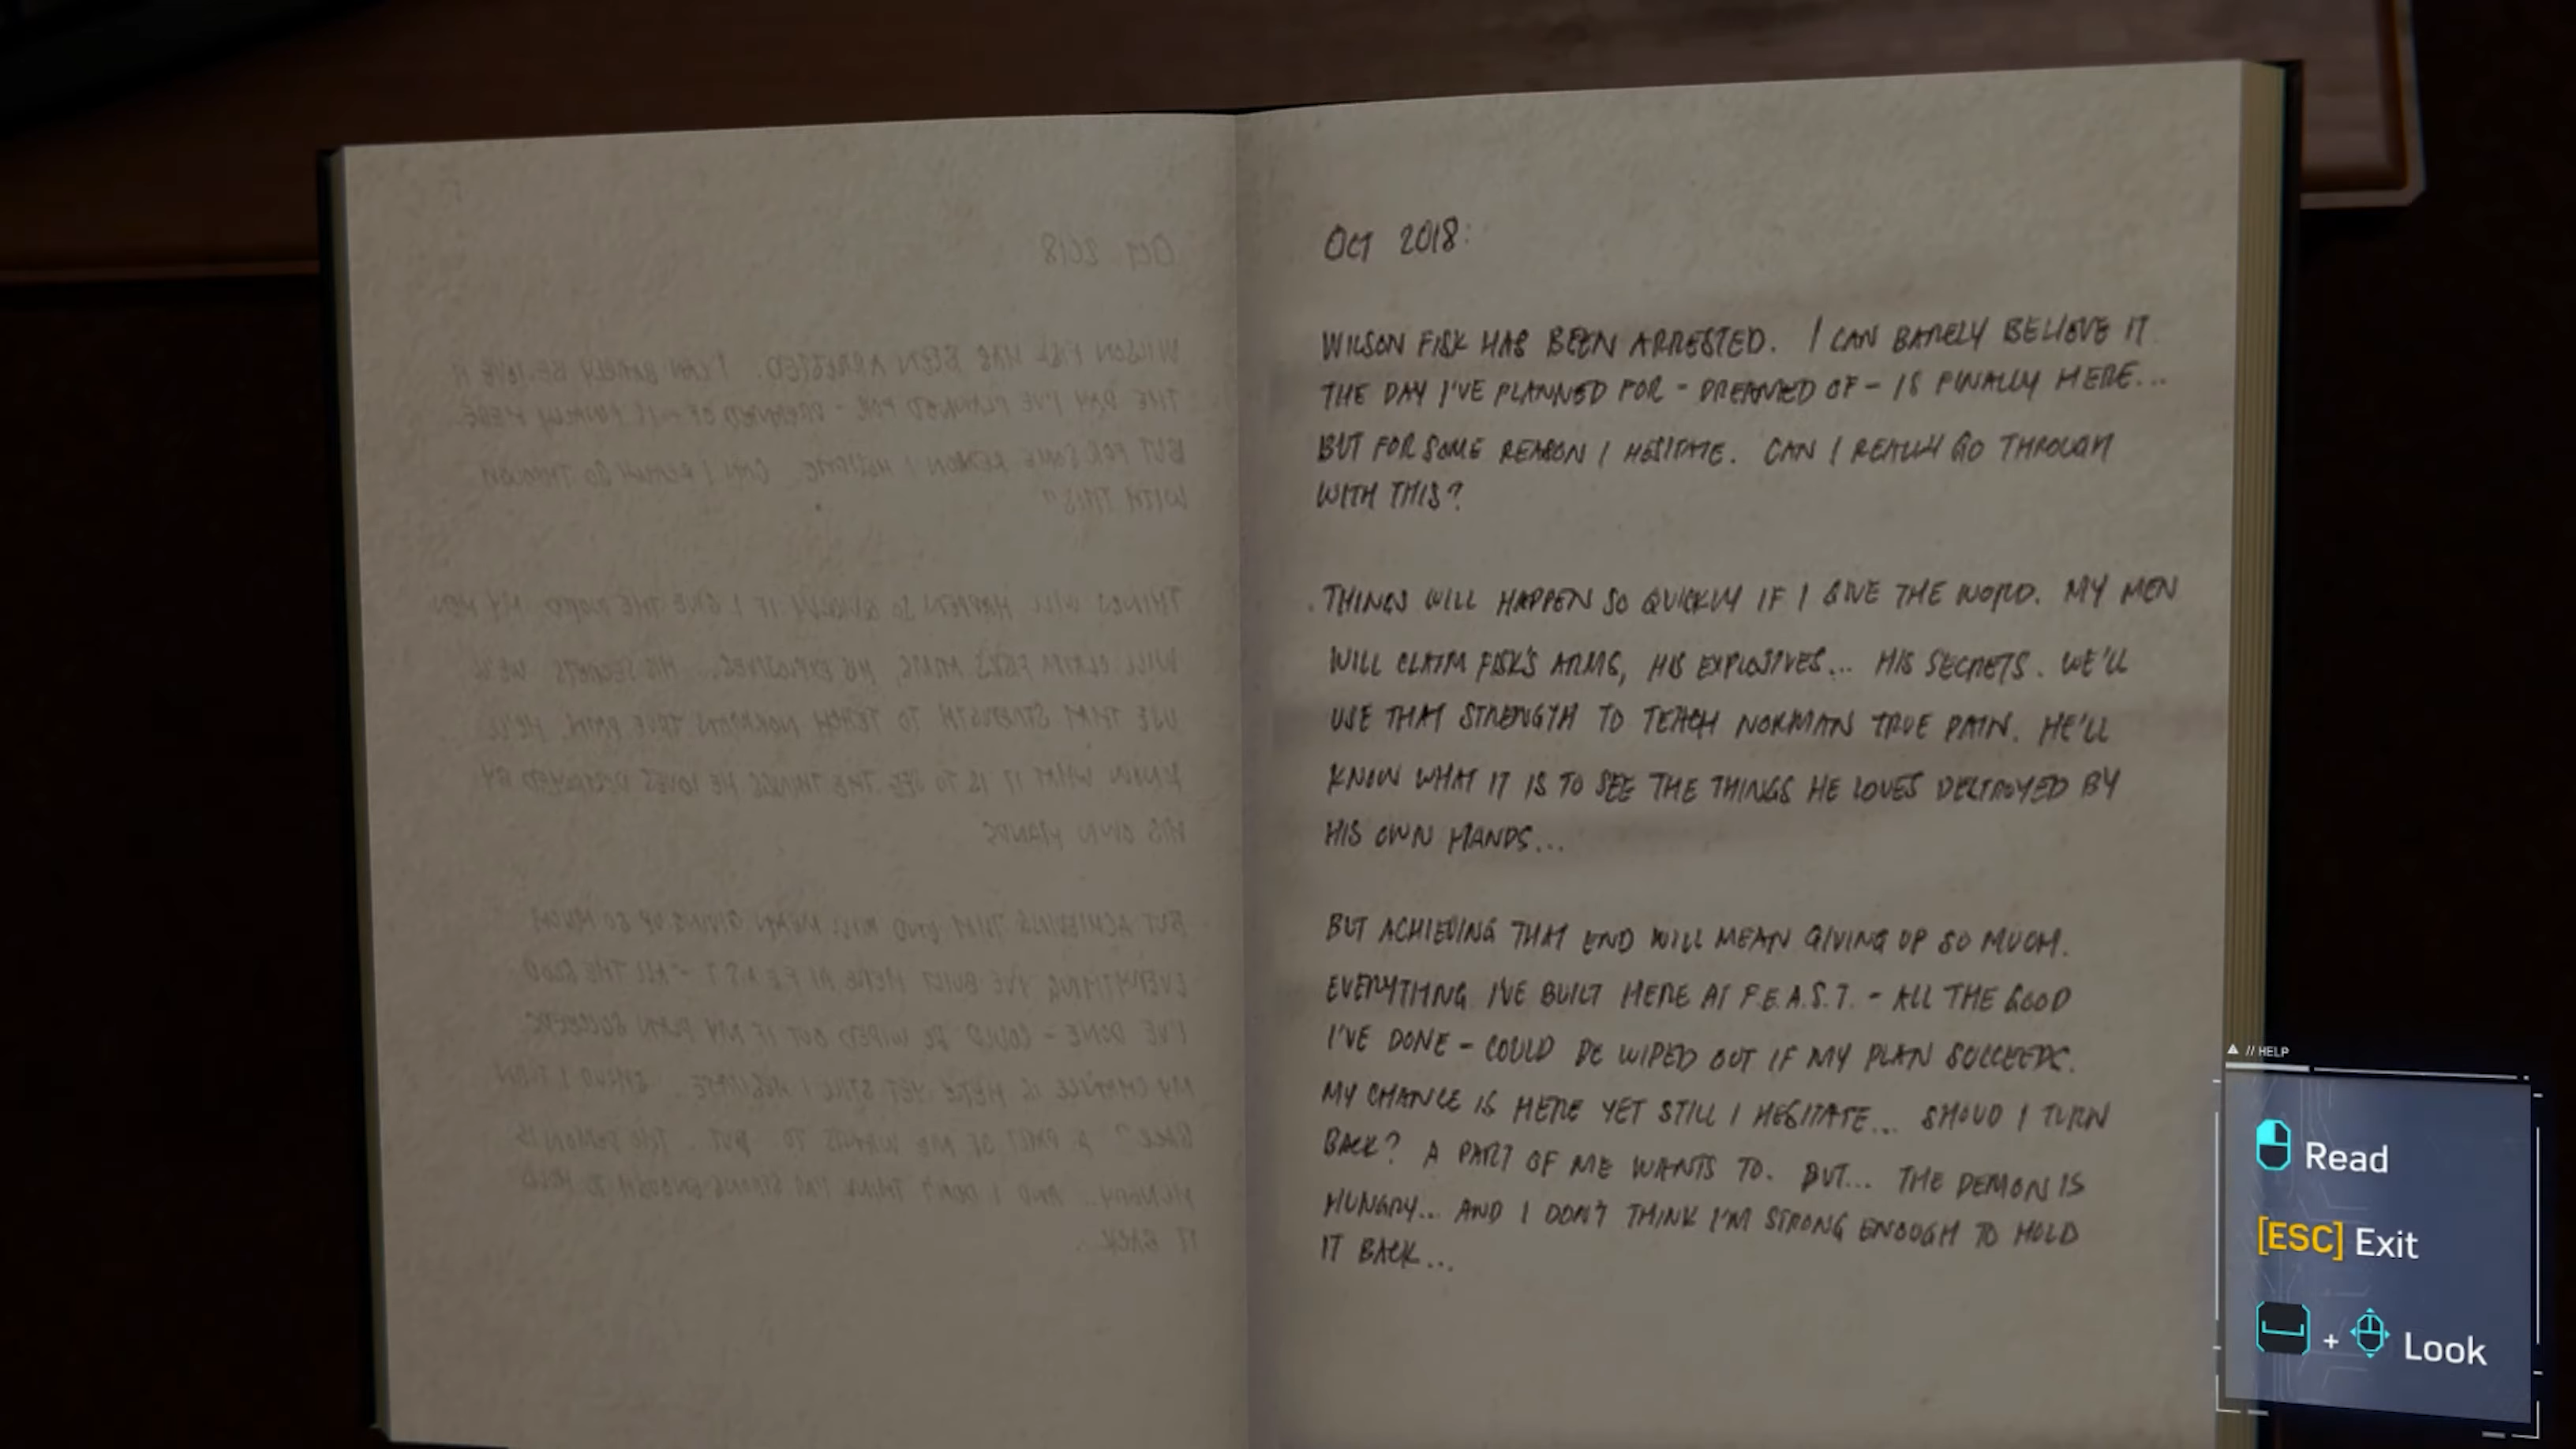 OCT 2018:
WILSON FISK HAS BEEN ARRESTED. I CAN BARELY BELIEVE IT
THE DAY I'VE PLANNED FOR - DREAMED OF - IS FINALLY HERE...
BUT FOR SOME REASON I HESITATE. CAN I REALLY GO THROUGH
WITH THIS?
THINGS WILL HAPPEN SO QUICKLY IF I GIVE THE WORD. MY MEN
WILL CLAIM FISK'S ARMS, HIS EXPLOSIVES... HIS SECRETS. WE'LL
USE THAT STRENGTH TO TEACH NORMAN TRUE PAIN. HE'LL
KNOW WHAT IT IS TO SEE THE THINGS HE LOVES DESTROYED BY
HIS OWN HANDS...
BUT ACHIEVING THAT END WILL MEAN GIVING UP SO MUCH.
EVERYTHING I'VE BUILT HERE AT F.E.A.S.T. - ALL THE GOOD
I'VE DONE - COULD BE WIPED OUT IF MY PLAN SUCCEEDS.
MY CHANCE IS HERE YET STILL I HESITATE... SHOUD I TURN
BACK? A PART OF ME WANTS TO. BUT... THE DEMON IS
HUNGRY... AND I DON'T THINK I'M STRONG ENOUGH TO HOLD
IT BACK...
// HELP
Read
[ESC] Exit
+ Look